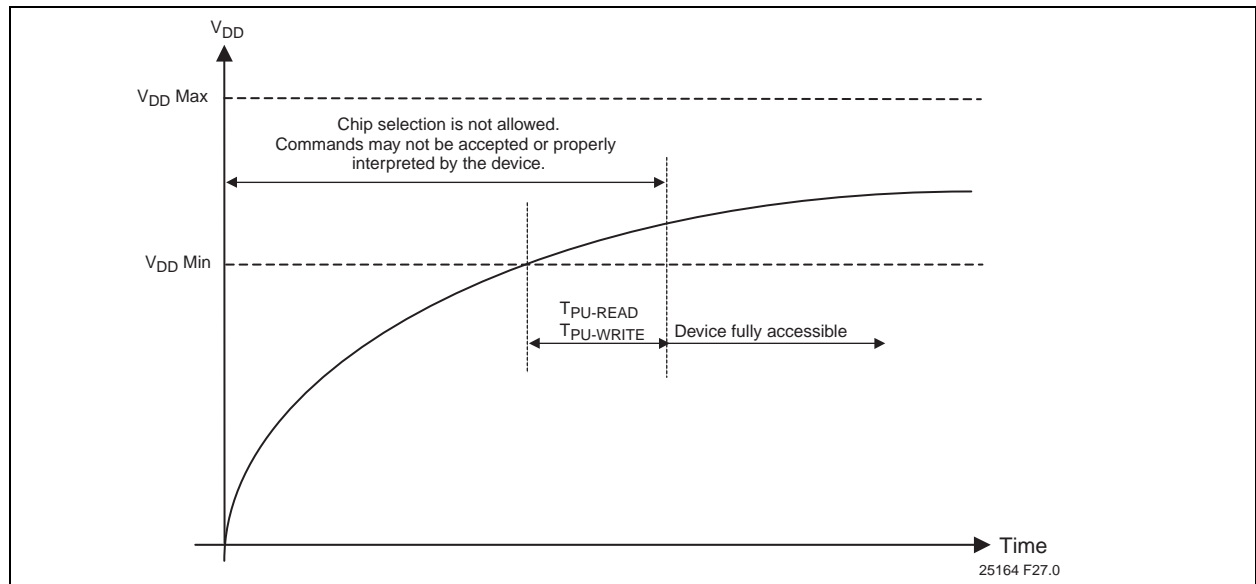 VDD
VDD Max
Chip selection is not allowed.
Commands may not be accepted or properly
interpreted by the device.
VDD Min
TPU-READ
TPU-WRITE
Device fully accessible
Time
25164 F27.0